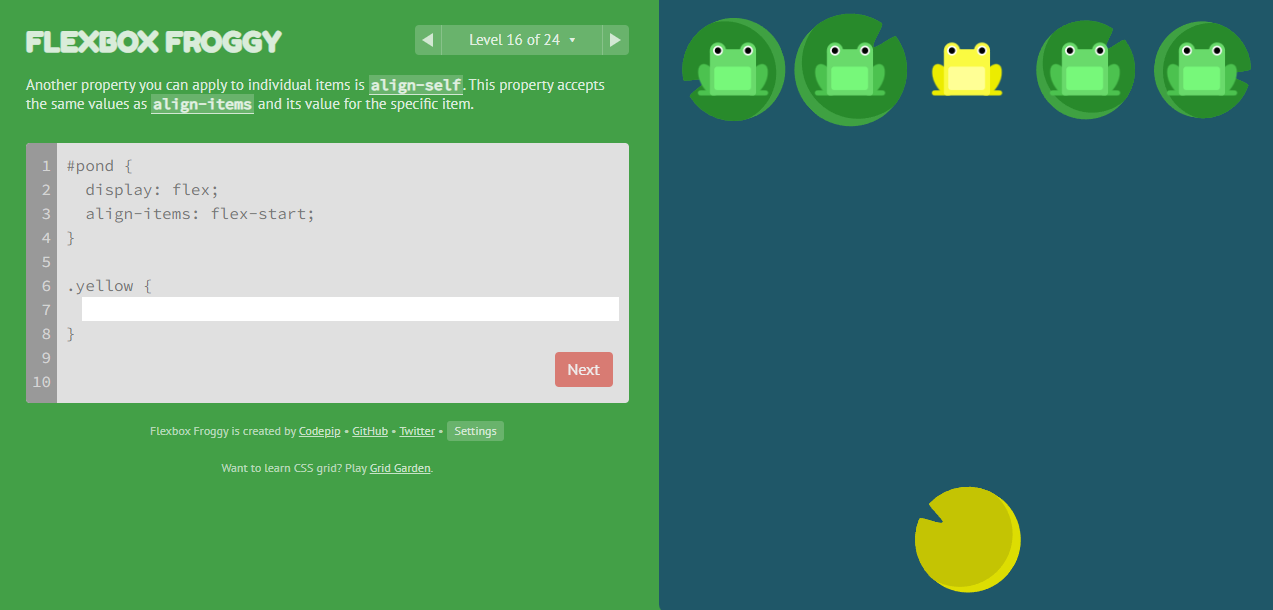 FLEXBOX FROGGY
◀ Level 16 of 24 ▾ ▶
Another property you can apply to individual items is align-self. This property accepts
the same values as align-items and its value for the specific item.
1 #pond {
2   display: flex;
3   align-items: flex-start;
4 }
5
6 .yellow {
7
8 }
9
10
Next
Flexbox Froggy is created by Codepip • GitHub • Twitter • Settings
Want to learn CSS grid? Play Grid Garden.